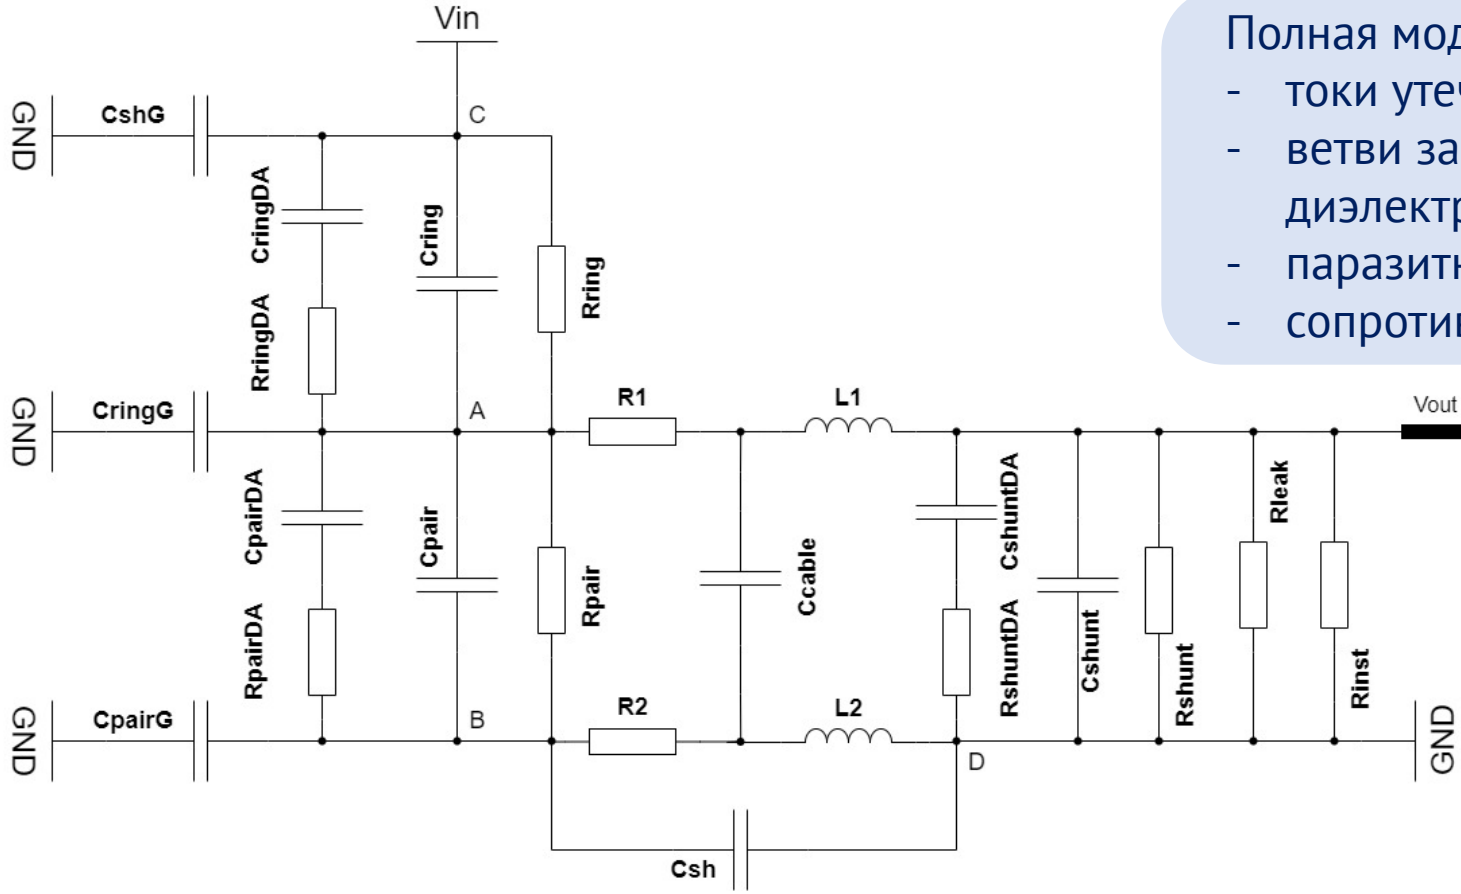 Vin
Полная мод
- токи утеч
- ветви за
диэлектр
- паразитн
- сопротив
GND
CshG
C
CringDA
Cring
Rring
RringDA
GND
CringG
A
R1
L1
Vout
CpairDA
Cpair
Rpair
RpairDA
Ccable
CshuntDA
RshuntDA
Cshunt
Rshunt
Rleak
Rinst
GND
CpairG
B
R2
L2
D
GND
Csh